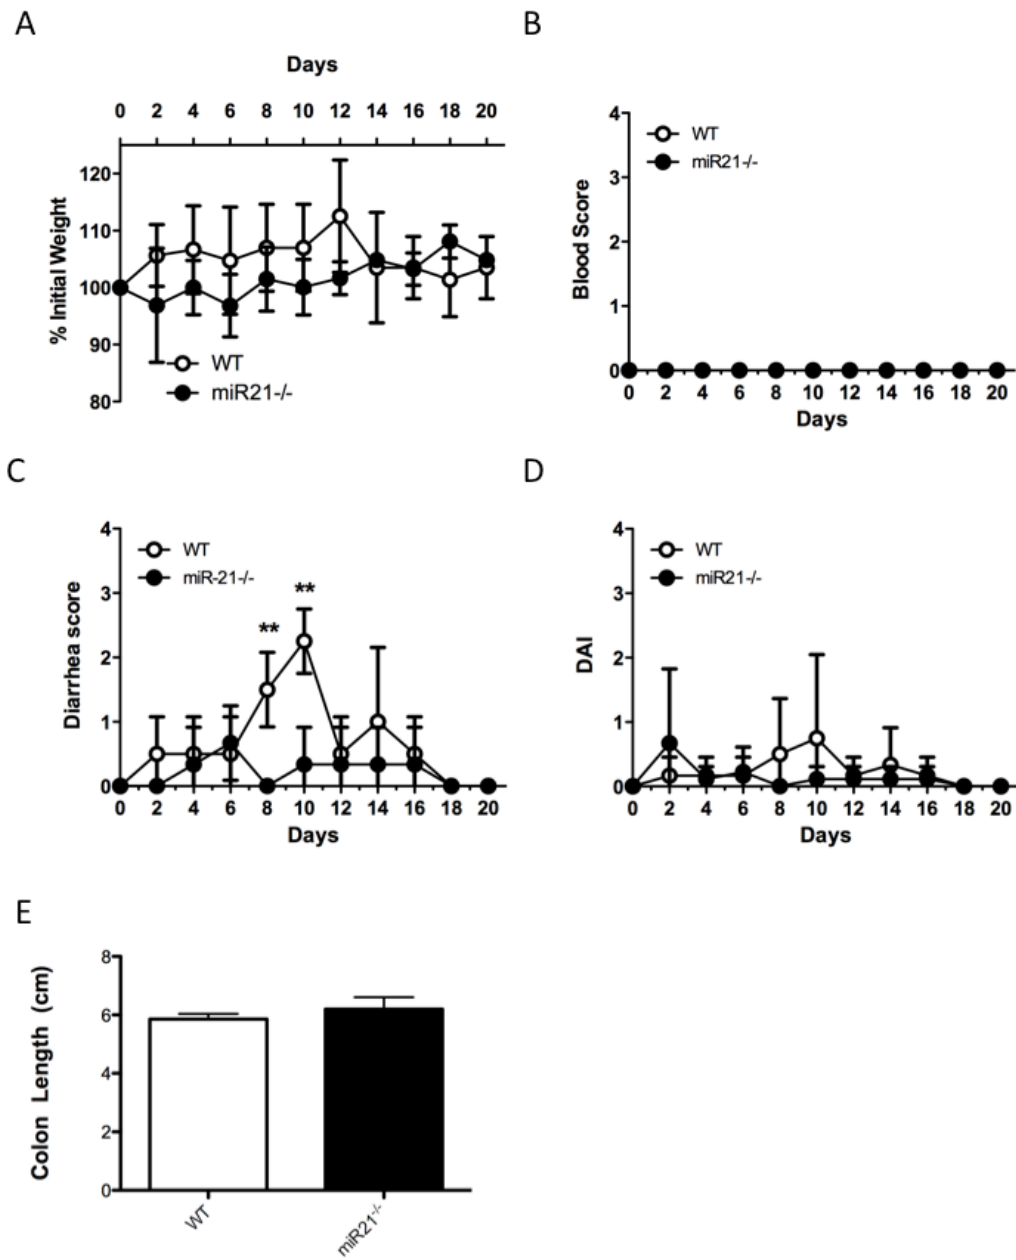 A
Days
0 2 4 6 8 10 12 14 16 18 20
120
110
100
90
80
% Initial Weight
WT
miR21-/-
B
4
3
2
1
0
Blood Score
WT
miR21-/-
0 2 4 6 8 10 12 14 16 18 20
Days
C
4
3
2
1
0
Diarrhea score
WT
miR-21-/-
**
**
0 2 4 6 8 10 12 14 16 18 20
Days
D
4
3
2
1
0
DAI
WT
miR21-/-
0 2 4 6 8 10 12 14 16 18 20
Days
E
8
6
4
2
0
Colon Length (cm)
WT
miR21-/-